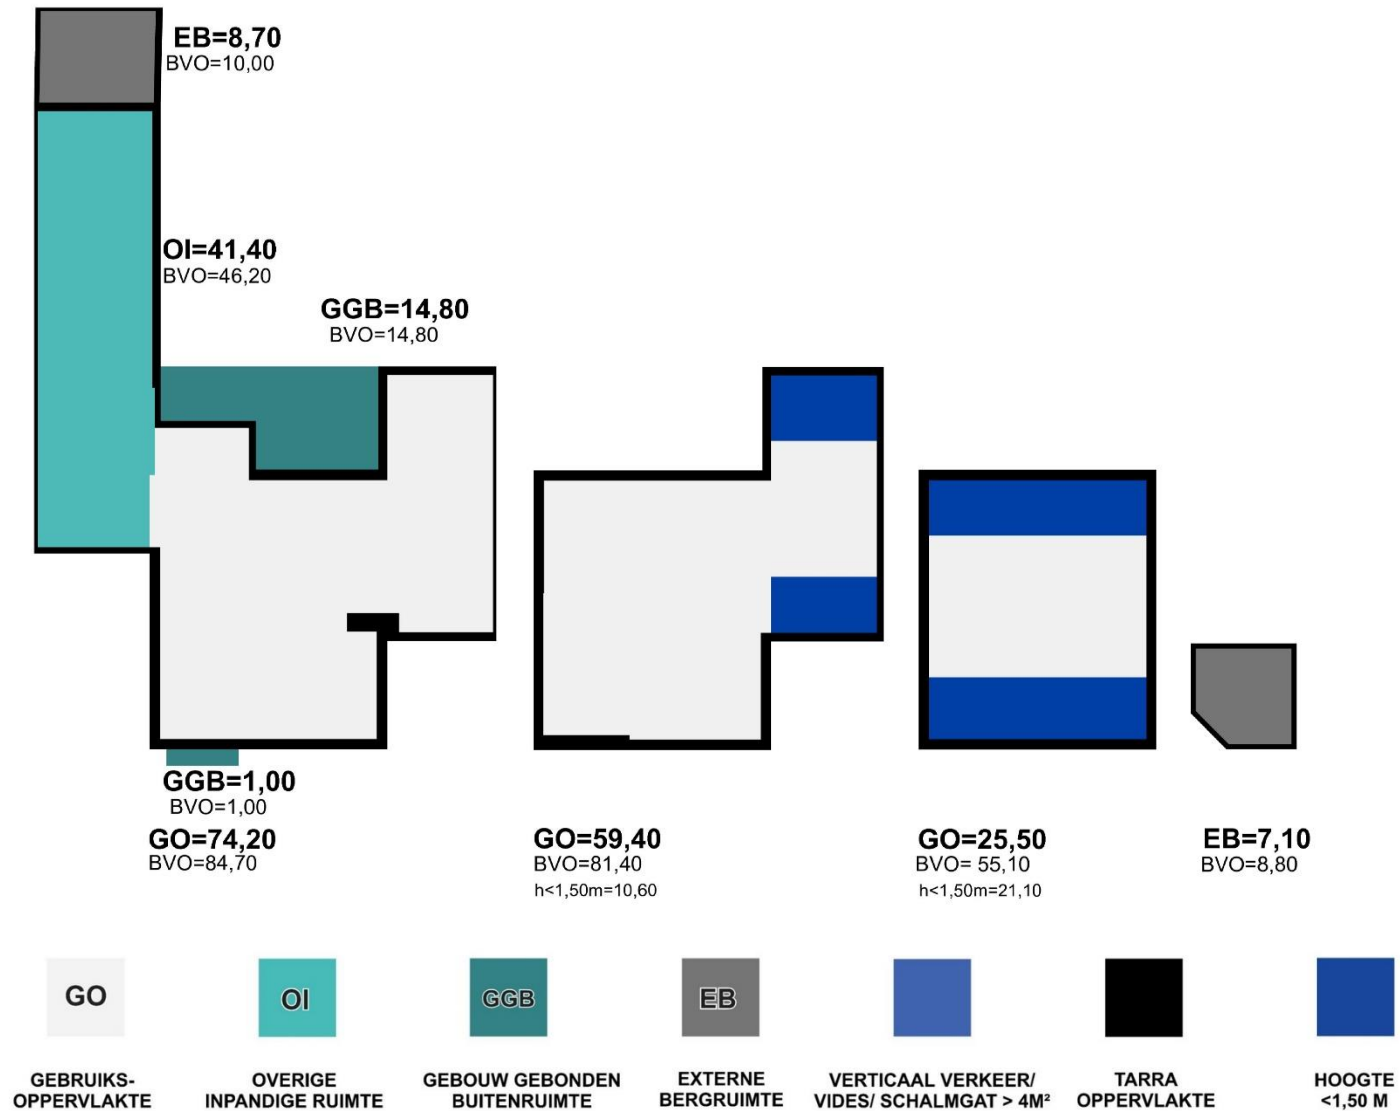 EB=8,70
BVO=10,00
OI=41,40
BVO=46,20
GGB=14,80
BVO=14,80
GGB=1,00
BVO=1,00
GO=74,20
BVO=84,70
GO=59,40
BVO=81,40
h<1,50m=10,60
GO=25,50
BVO= 55,10
h<1,50m=21,10
EB=7,10
BVO=8,80
GO
GEBRUIKS-
OPPERVLAKTE
OI
OVERIGE
INPANDIGE RUIMTE
GGB
GEBOUW GEBONDEN
BUITENRUIMTE
EB
EXTERNE
BERGRUIMTE
VERTICAAL VERKEER/
VIDES/ SCHALMGAT > 4M²
TARRA
OPPERVLAKTE
HOOGTE
<1,50 M